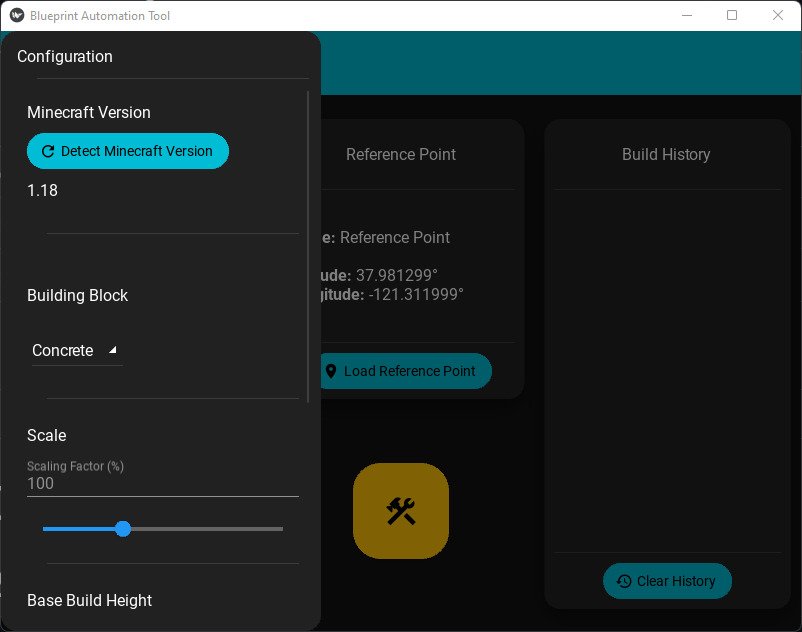 Blueprint Automation Tool
Configuration
Minecraft Version
Detect Minecraft Version
1.18
Building Block
Concrete
Scale
Scaling Factor (%)
100
Base Build Height
Reference Point
e: Reference Point
ude: 37.981299°
gitude: -121.311999°
Load Reference Point
Build History
Clear History